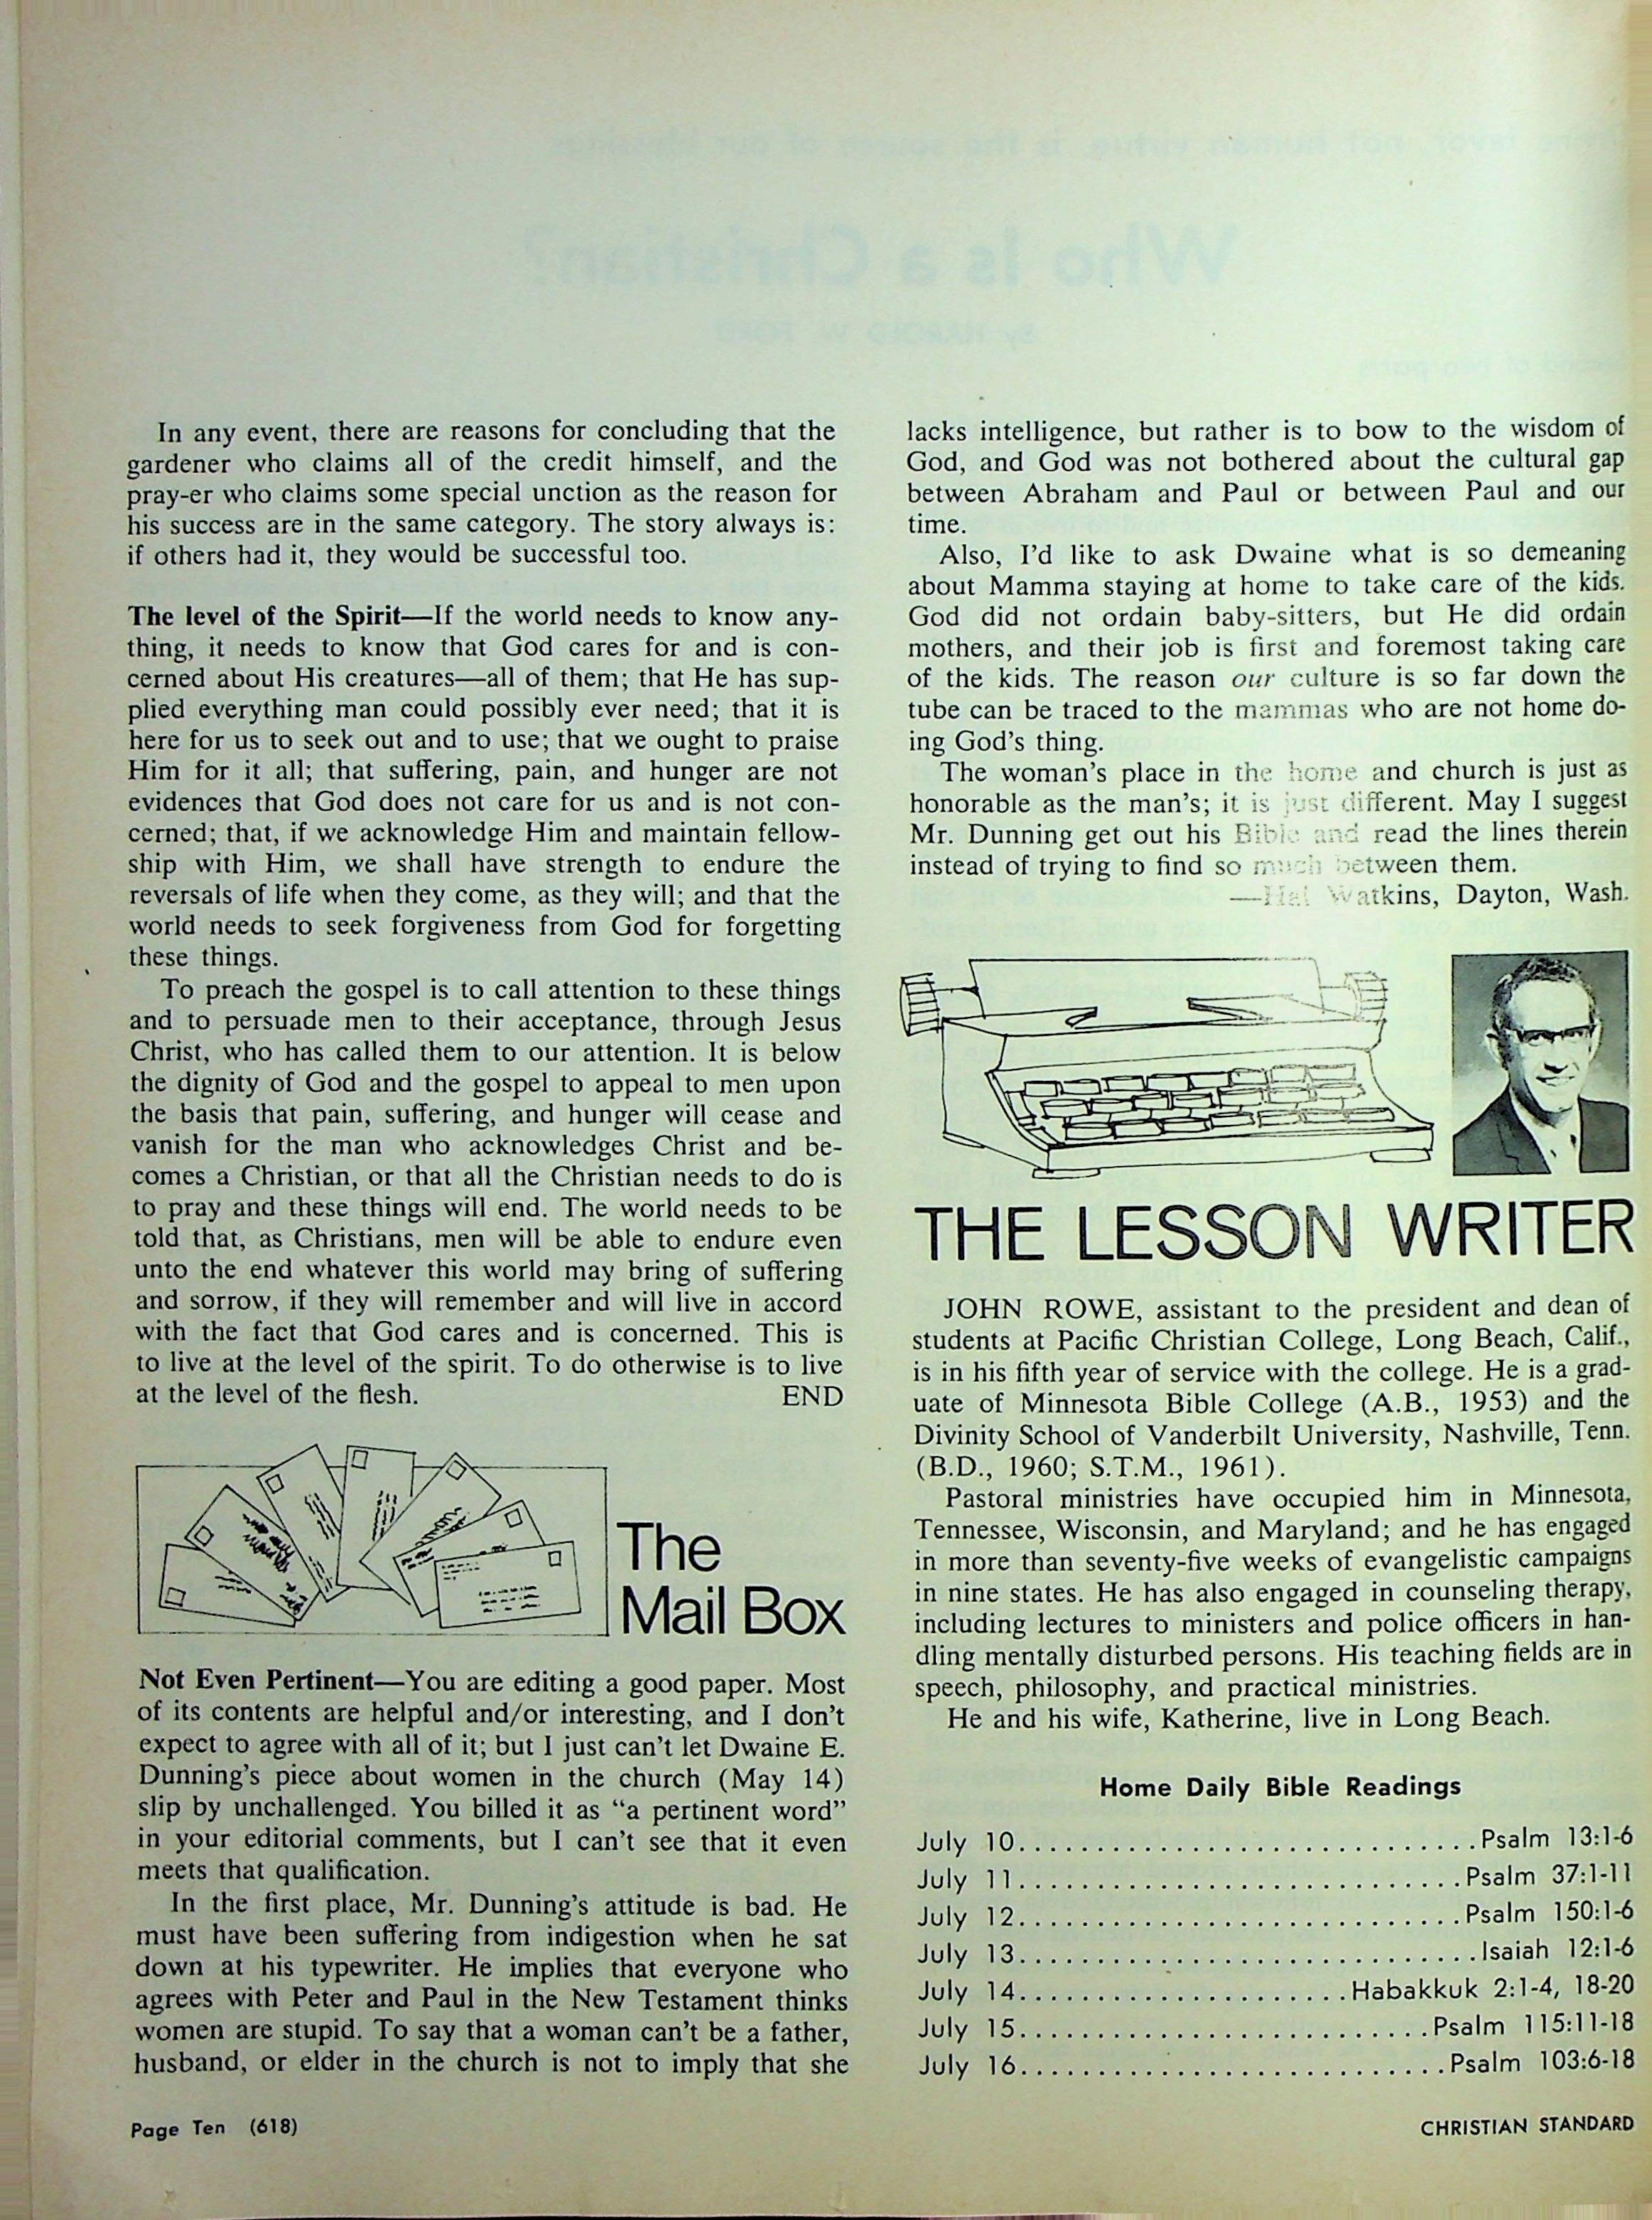 In any event, there are reasons for concluding that the
gardener who claims all of the credit himself, and the
pray-er who claims some special unction as the reason for
his success are in the same category. The story always is:
if others had it, they would be successful too.
The level of the Spirit—If the world needs to know any-
thing, it needs to know that God cares for and is con-
cerned about His creatures—all of them; that He has sup-
plied everything man could possibly ever need; that it is
here for us to seek out and to use; that we ought to praise
Him for it all; that suffering, pain, and hunger are not
evidences that God does not care for us and is not con-
cerned; that, if we acknowledge Him and maintain fellow-
ship with Him, we shall have strength to endure the
reversals of life when they come, as they will; and that the
world needs to seek forgiveness from God for forgetting
these things.
To preach the gospel is to call attention to these things
and to persuade men to their acceptance, through Jesus
Christ, who has called them to our attention. It is below
the dignity of God and the gospel to appeal to men upon
the basis that pain, suffering, and hunger will cease and
vanish for the man who acknowledges Christ and be-
comes a Christian, or that all the Christian needs to do is
to pray and these things will end. The world needs to be
told that, as Christians, men will be able to endure even
unto the end whatever this world may bring of suffering
and sorrow, if they will remember and will live in accord
with the fact that God cares and is concerned. This is
to live at the level of the spirit. To do otherwise is to live
at the level of the flesh. END
The
Mail Box
Not Even Pertinent—You are editing a good paper. Most
of its contents are helpful and/or interesting, and I don't
expect to agree with all of it; but I just can't let Dwaine E.
Dunning's piece about women in the church (May 14)
slip by unchallenged. You billed it as "a pertinent word"
in your editorial comments, but I can't see that it even
meets that qualification.
In the first place, Mr. Dunning's attitude is bad. He
must have been suffering from indigestion when he sat
down at his typewriter. He implies that everyone who
agrees with Peter and Paul in the New Testament thinks
women are stupid. To say that a woman can't be a father,
husband, or elder in the church is not to imply that she
lacks intelligence, but rather is to bow to the wisdom of
God, and God was not bothered about the cultural gap
between Abraham and Paul or between Paul and our
time.
Also, I'd like to ask Dwaine what is so demeaning
about Mamma staying at home to take care of the kids.
God did not ordain baby-sitters, but He did ordain
mothers, and their job is first and foremost taking care
of the kids. The reason our culture is so far down the
tube can be traced to the mammas who are not home do-
ing God's thing.
The woman's place in the home and church is just as
honorable as the man's; it is just different. May I suggest
Mr. Dunning get out his Bible and read the lines therein
instead of trying to find so much between them.
—Hal Watkins, Dayton, Wash.
THE LESSON WRITER
JOHN ROWE, assistant to the president and dean of
students at Pacific Christian College, Long Beach, Calif.,
is in his fifth year of service with the college. He is a grad-
uate of Minnesota Bible College (A.B., 1953) and the
Divinity School of Vanderbilt University, Nashville, Tenn.
(B.D., 1960; S.T.M., 1961).
Pastoral ministries have occupied him in Minnesota,
Tennessee, Wisconsin, and Maryland; and he has engaged
in more than seventy-five weeks of evangelistic campaigns
in nine states. He has also engaged in counseling therapy,
including lectures to ministers and police officers in han-
dling mentally disturbed persons. His teaching fields are in
speech, philosophy, and practical ministries.
He and his wife, Katherine, live in Long Beach.
Home Daily Bible Readings
July 10.............................Psalm 13:1-6
July 11............................Psalm 37:1-11
July 12............................Psalm 150:1-6
July 13.............................Isaiah 12:1-6
July 14.....................Habakkuk 2:1-4, 18-20
July 15..........................Psalm 115:11-18
July 16...........................Psalm 103:6-18
Page Ten (618)
CHRISTIAN STANDARD